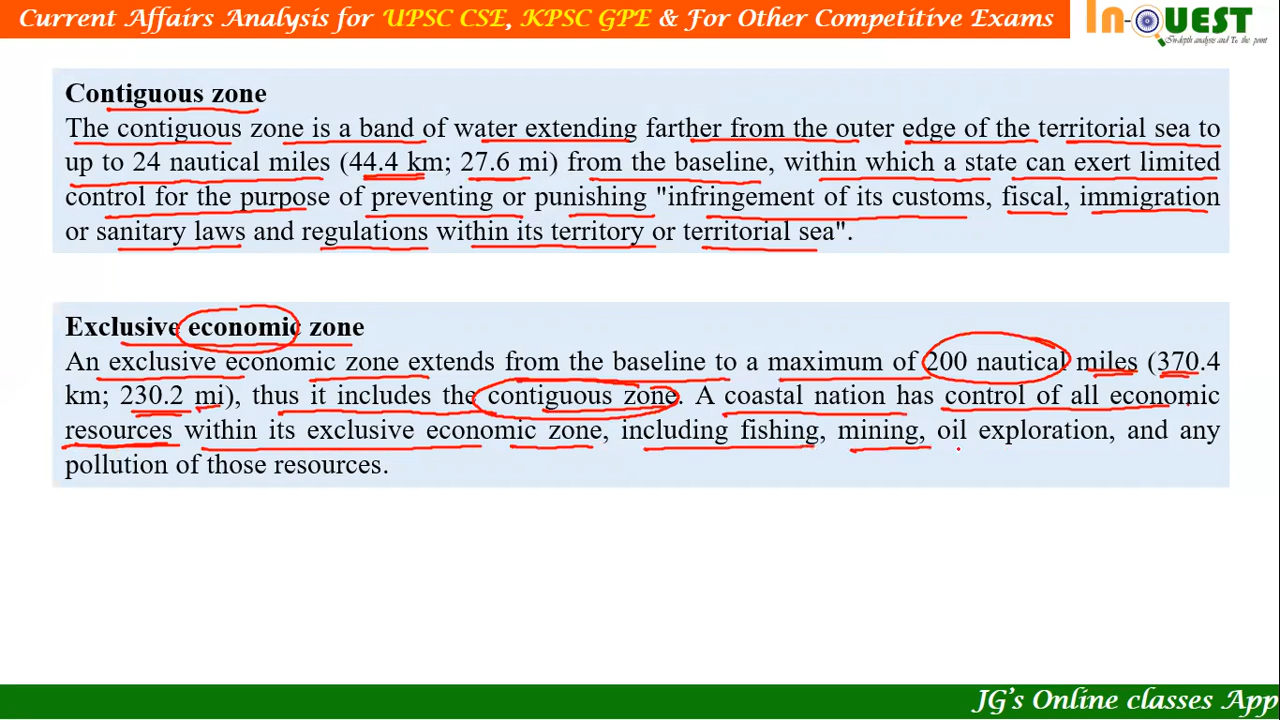 Current Affairs Analysis for UPSC CSE, KPSC GPE & For Other Competitive Exams
In-QUEST
In-depth analysis and To the point
Contiguous zone
The contiguous zone is a band of water extending farther from the outer edge of the territorial sea to
up to 24 nautical miles (44.4 km; 27.6 mi) from the baseline, within which a state can exert limited
control for the purpose of preventing or punishing "infringement of its customs, fiscal, immigration
or sanitary laws and regulations within its territory or territorial sea".
Exclusive economic zone
An exclusive economic zone extends from the baseline to a maximum of 200 nautical miles (370.4
km; 230.2 mi), thus it includes the contiguous zone. A coastal nation has control of all economic
resources within its exclusive economic zone, including fishing, mining, oil exploration, and any
pollution of those resources.
JG's Online classes App